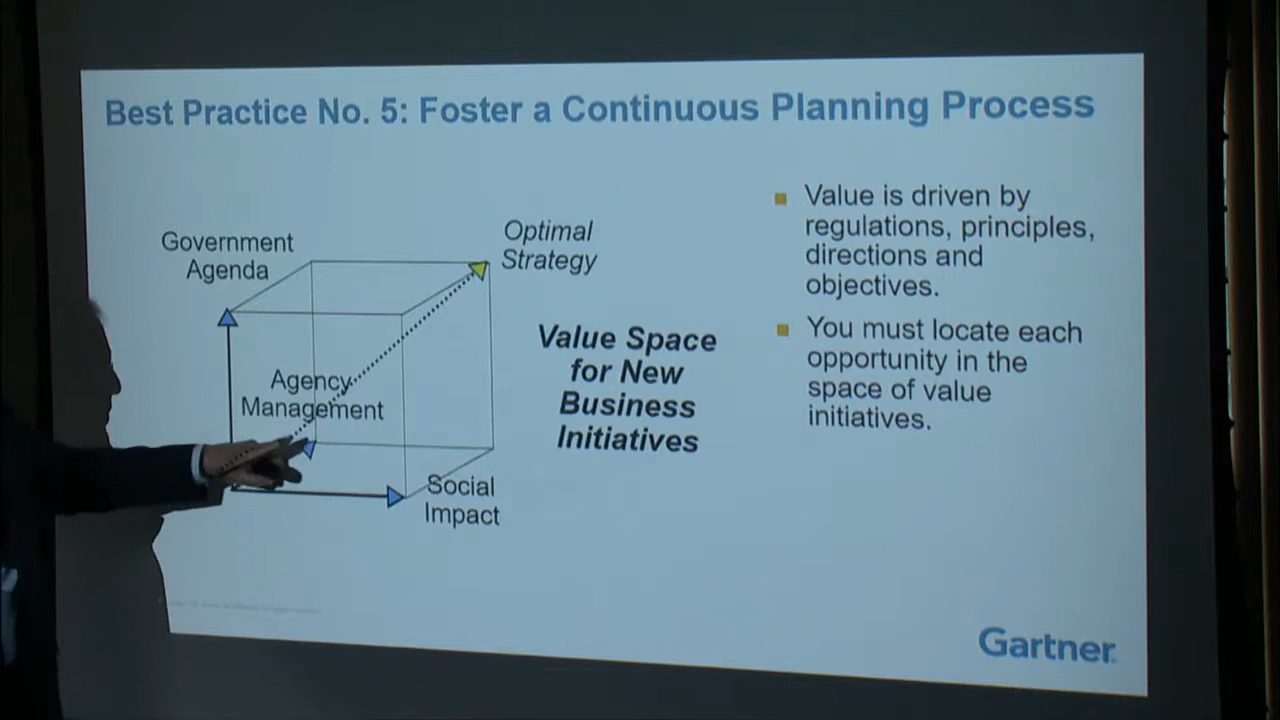 Best Practice No. 5: Foster a Continuous Planning Process
Government
Agenda
Optimal
Strategy
Agency
Management
Social
Impact
Value Space
for New
Business
Initiatives
Value is driven by
regulations, principles,
directions and
objectives.
You must locate each
opportunity in the
space of value
initiatives.
Gartner